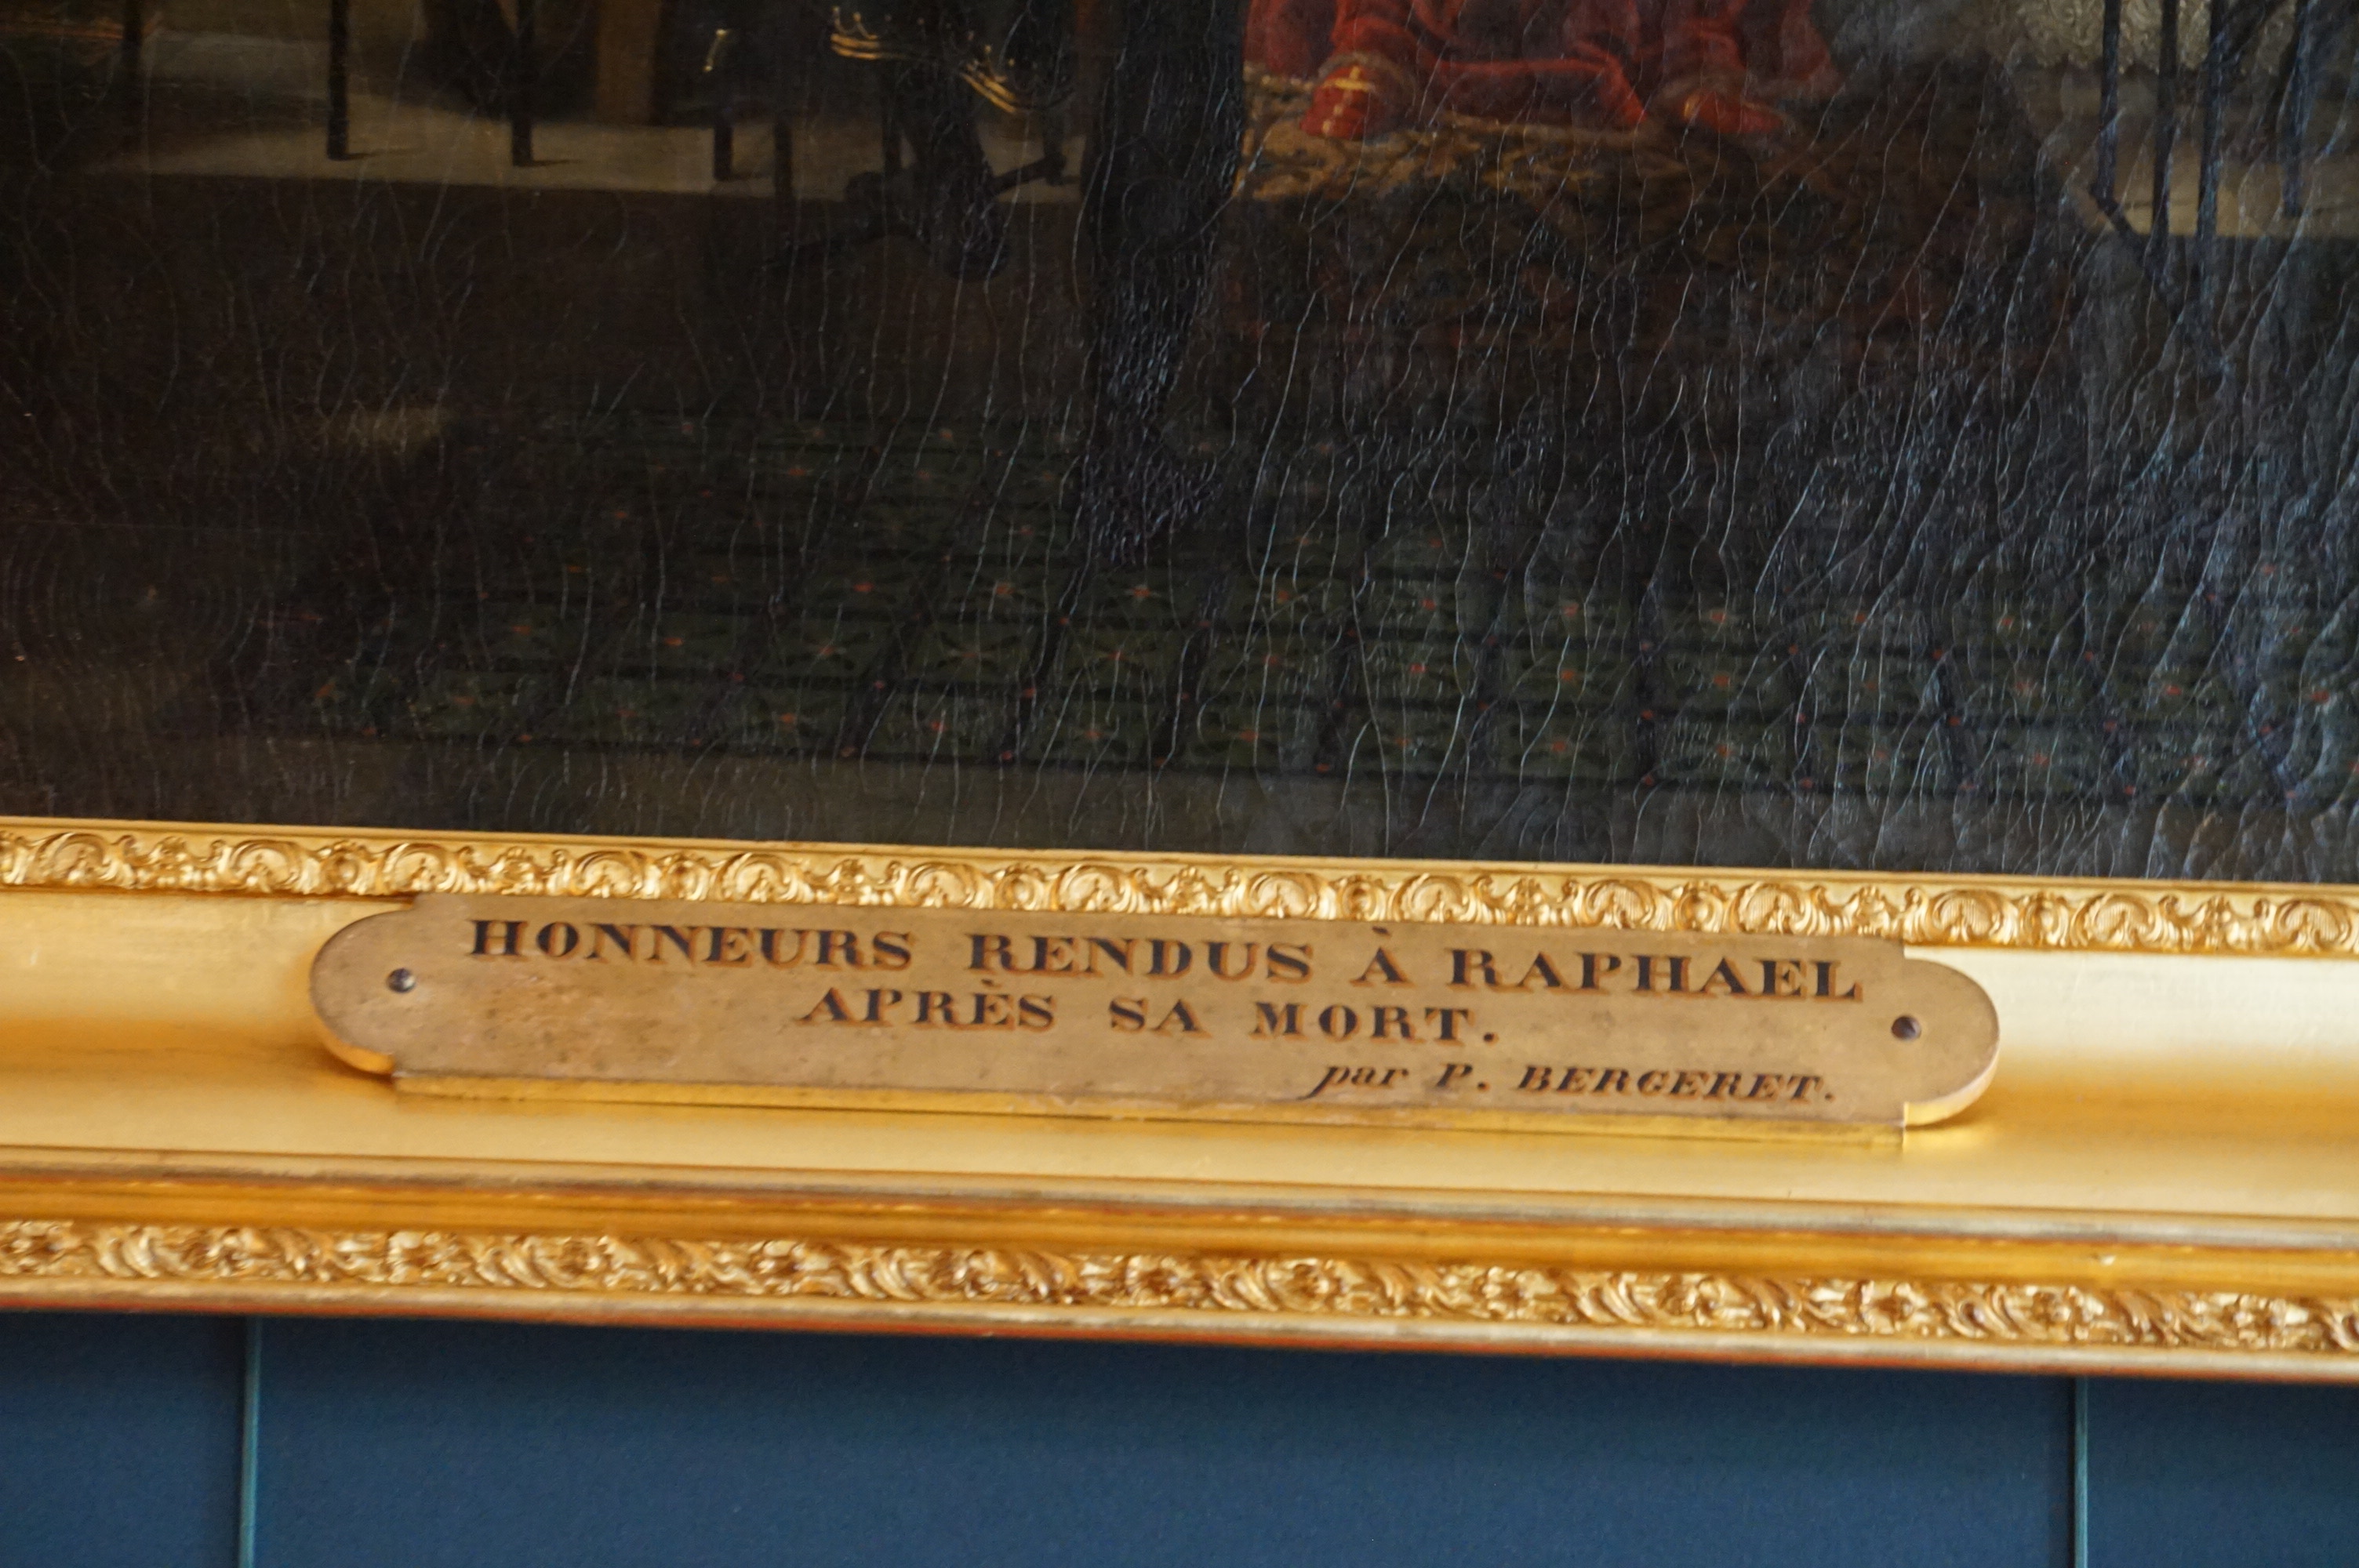 HONNEURS RENDUS À RAPHAEL
APRÈS SA MORT.
par P. BERGERET.